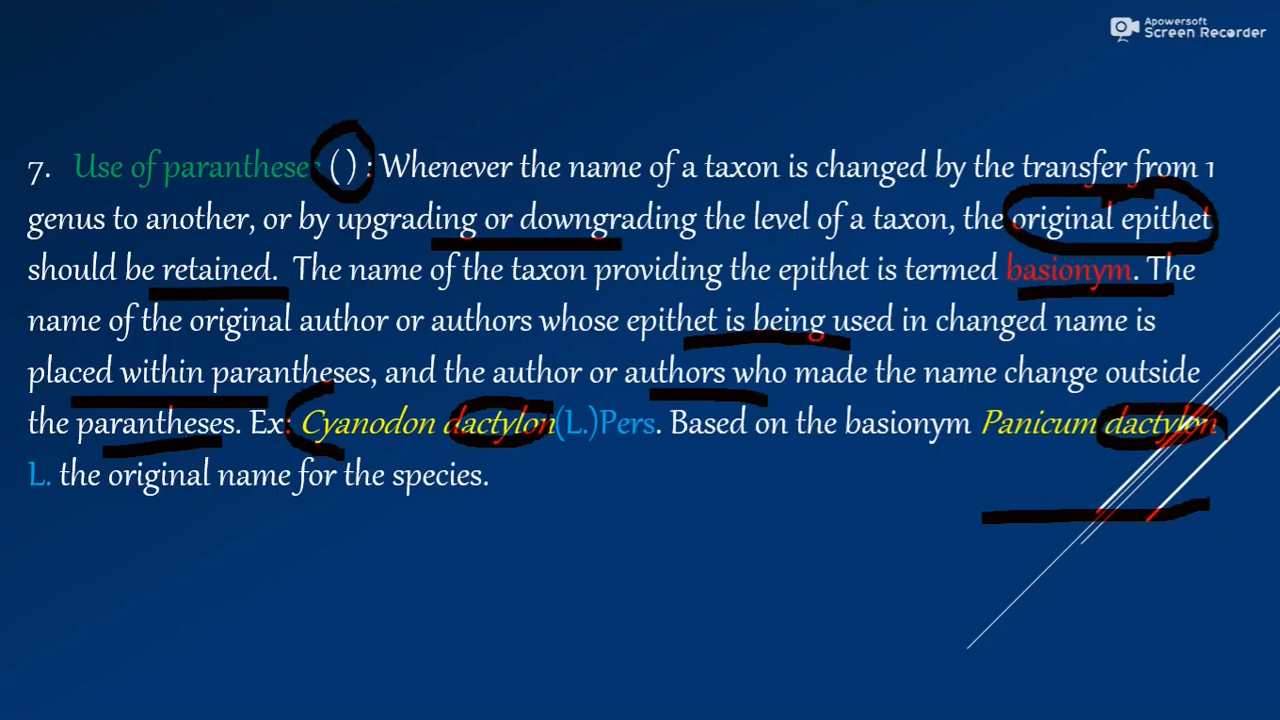 Apowersoft
Screen Recorder
7. Use of parantheses ( ) : Whenever the name of a taxon is changed by the transfer from 1
genus to another, or by upgrading or downgrading the level of a taxon, the original epithet
should be retained. The name of the taxon providing the epithet is termed basionym. The
name of the original author or authors whose epithet is being used in changed name is
placed within parantheses, and the author or authors who made the name change outside
the parantheses. Ex: Cyanodon dactylon(L.)Pers. Based on the basionym Panicum dactylon
L. the original name for the species.